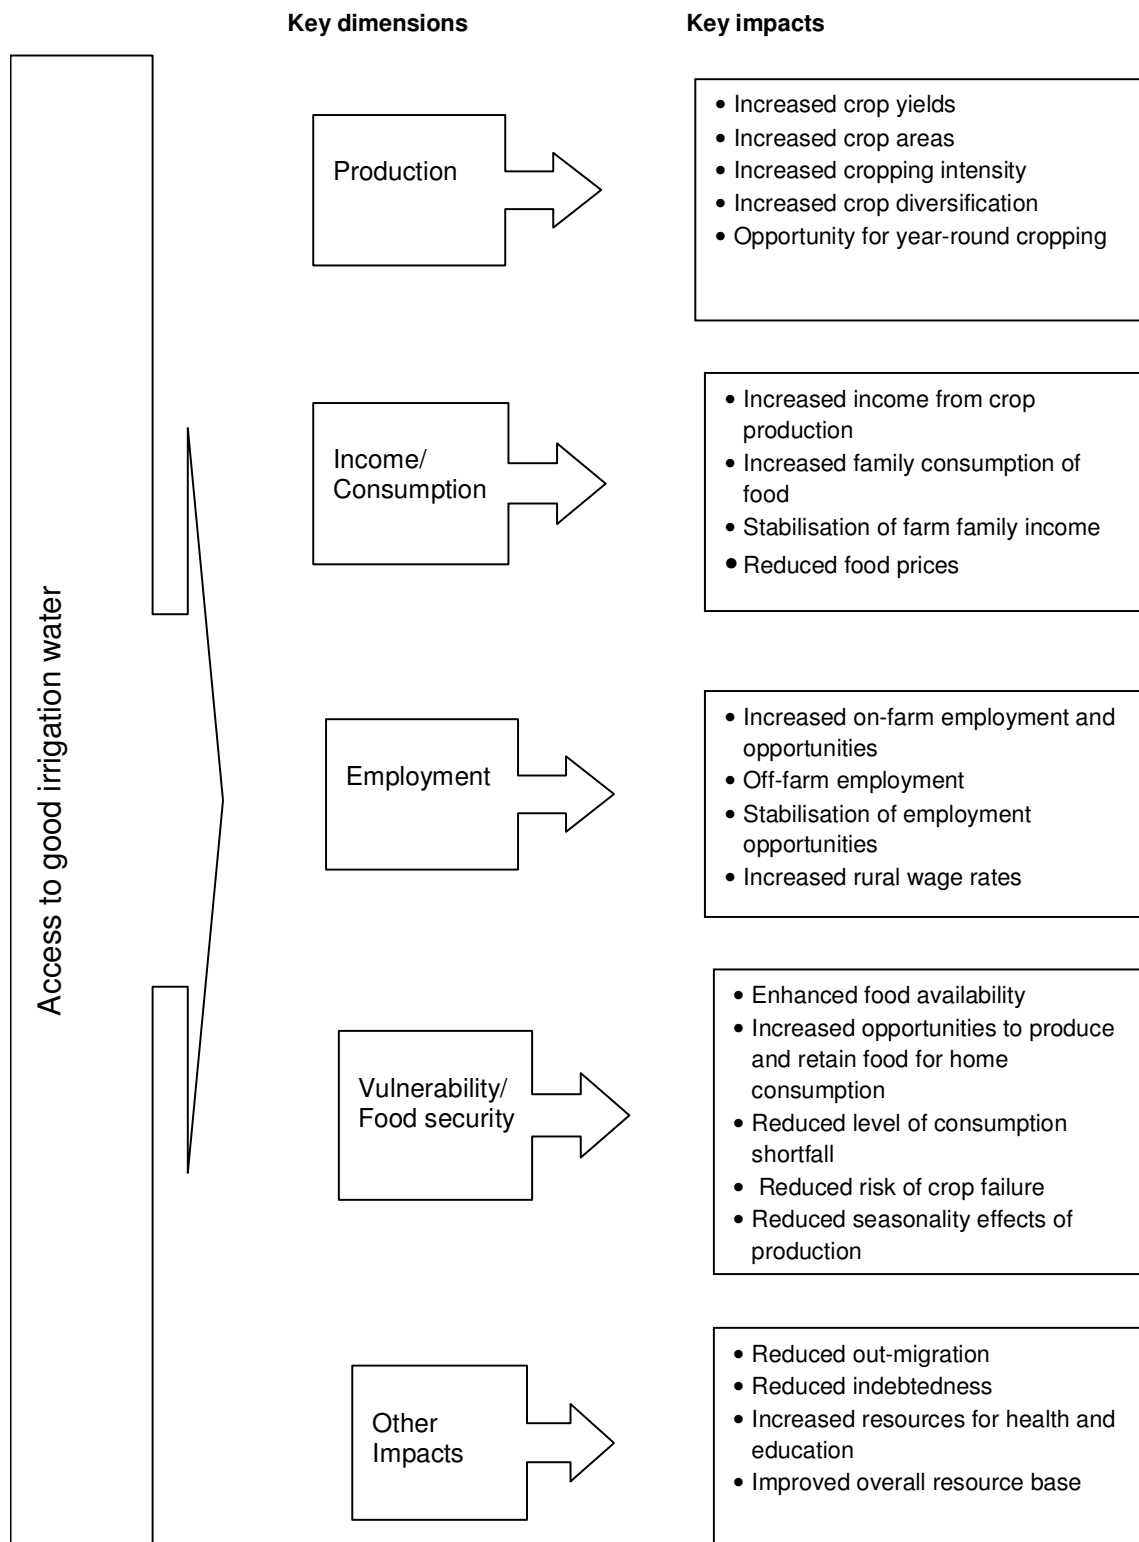 Key dimensions
Key impacts
Access to good irrigation water
Production
• Increased crop yields
• Increased crop areas
• Increased cropping intensity
• Increased crop diversification
• Opportunity for year-round cropping
Income/
Consumption
• Increased income from crop
production
• Increased family consumption of
food
• Stabilisation of farm family income
• Reduced food prices
Employment
• Increased on-farm employment and
opportunities
• Off-farm employment
• Stabilisation of employment
opportunities
• Increased rural wage rates
Vulnerability/
Food security
• Enhanced food availability
• Increased opportunities to produce
and retain food for home
consumption
• Reduced level of consumption
shortfall
• Reduced risk of crop failure
• Reduced seasonality effects of
production
Other
Impacts
• Reduced out-migration
• Reduced indebtedness
• Increased resources for health and
education
• Improved overall resource base